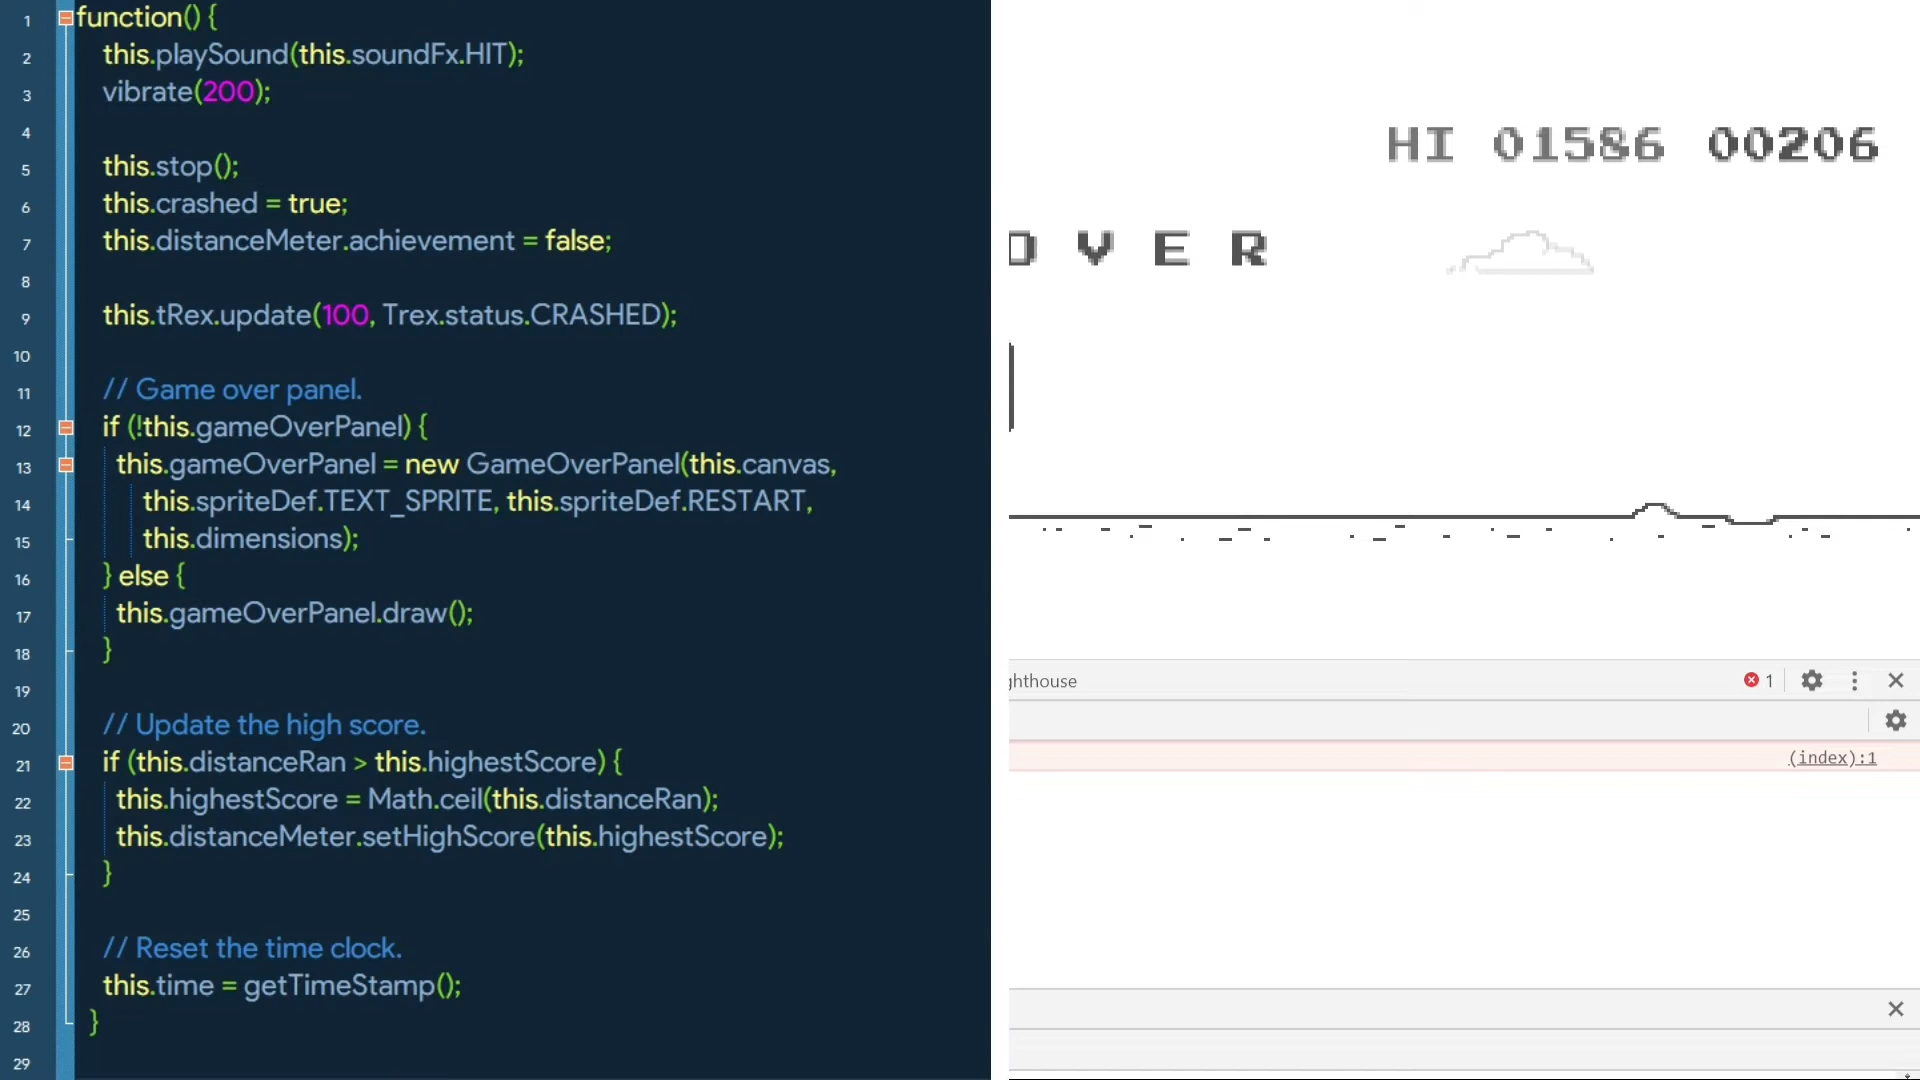 1 function() {
2 this.playSound(this.soundFx.HIT);
3 vibrate(200);
4
5 this.stop();
6 this.crashed = true;
7 this.distanceMeter.achievement = false;
8
9 this.tRex.update(100, Trex.status.CRASHED);
10
11 // Game over panel.
12 if (!this.gameOverPanel) {
13 this.gameOverPanel = new GameOverPanel(this.canvas,
14 this.spriteDef.TEXT_SPRITE, this.spriteDef.RESTART,
15 this.dimensions);
16 } else {
17 this.gameOverPanel.draw();
18 }
19
20 // Update the high score.
21 if (this.distanceRan > this.highestScore) {
22 this.highestScore = Math.ceil(this.distanceRan);
23 this.distanceMeter.setHighScore(this.highestScore);
24 }
25
26 // Reset the time clock.
27 this.time = getTimeStamp();
28 }
29
HI 01586 00206
O V E R
ghthouse
1
(index):1